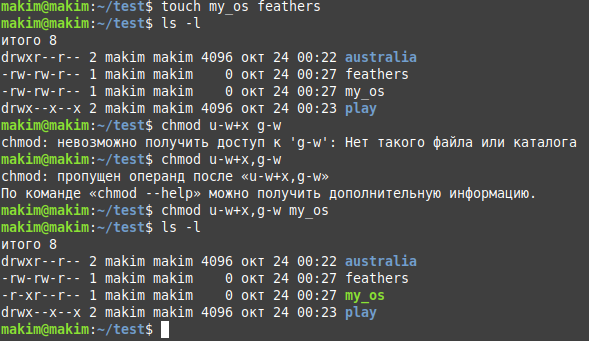 makim@makim:~/test$ touch my_os feathers
makim@makim:~/test$ ls -l
итого 8
drwxr--r-- 2 makim makim 4096 окт 24 00:22 australia
-rw-rw-r-- 1 makim makim    0 окт 24 00:27 feathers
-rw-rw-r-- 1 makim makim    0 окт 24 00:27 my_os
drwx--x--x 2 makim makim 4096 окт 24 00:23 play
makim@makim:~/test$ chmod u-w+x g-w
chmod: невозможно получить доступ к 'g-w': Нет такого файла или каталога
makim@makim:~/test$ chmod u-w+x,g-w
chmod: пропущен операнд после «u-w+x,g-w»
По команде «chmod --help» можно получить дополнительную информацию.
makim@makim:~/test$ chmod u-w+x,g-w my_os
makim@makim:~/test$ ls -l
итого 8
drwxr--r-- 2 makim makim 4096 окт 24 00:22 australia
-rw-rw-r-- 1 makim makim    0 окт 24 00:27 feathers
-r-xr--r-- 1 makim makim    0 окт 24 00:27 my_os
drwx--x--x 2 makim makim 4096 окт 24 00:23 play
makim@makim:~/test$